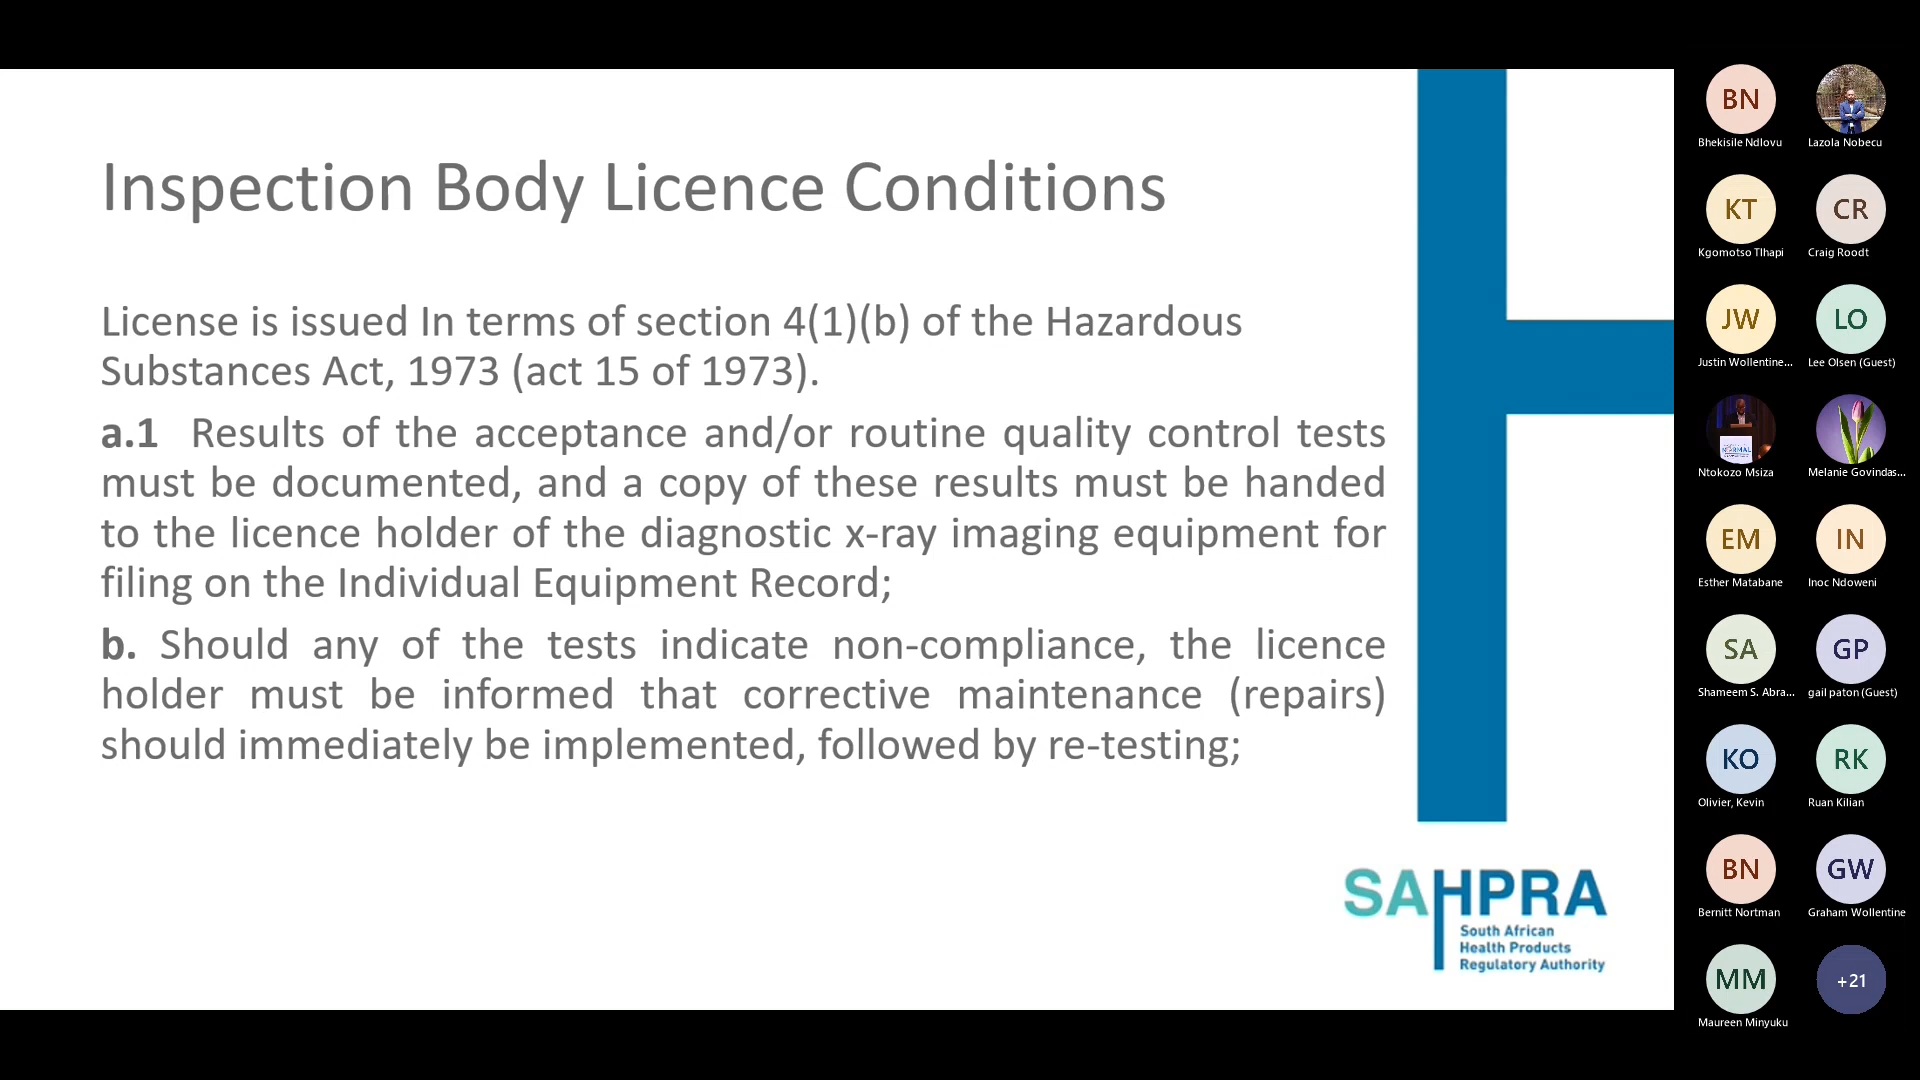 Inspection Body Licence Conditions
License is issued In terms of section 4(1)(b) of the Hazardous
Substances Act, 1973 (act 15 of 1973).
a.1 Results of the acceptance and/or routine quality control tests
must be documented, and a copy of these results must be handed
to the licence holder of the diagnostic x-ray imaging equipment for
filing on the Individual Equipment Record;
b. Should any of the tests indicate non-compliance, the licence
holder must be informed that corrective maintenance (repairs)
should immediately be implemented, followed by re-testing;
SAHPRA
South African
Health Products
Regulatory Authority
BN
Bhekisile Ndlovu
Lazola Nobecu
KT
Kgomotso Tlhapi
CR
Craig Roodt
JW
Justin Wollentine...
LO
Lee Olsen (Guest)
Ntokozo Msiza
Melanie Govindas...
EM
Esther Matabane
IN
Inoc Ndoweni
SA
Shameem S. Abra...
GP
gail paton (Guest)
KO
Olivier, Kevin
RK
Ruan Kilian
BN
Bernitt Nortman
GW
Graham Wollentine
MM
Maureen Minyuku
+21